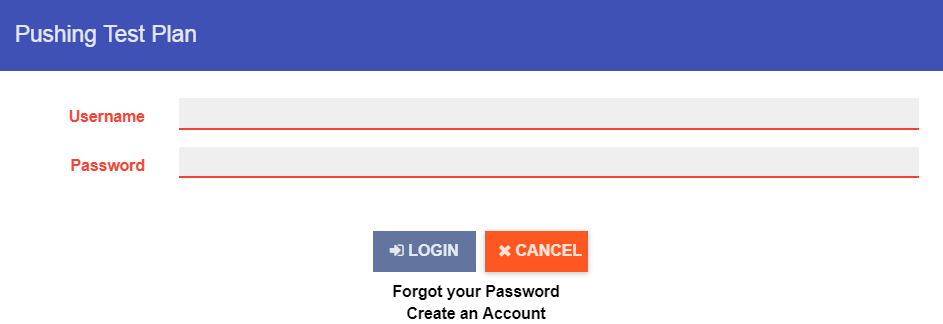 Pushing Test Plan
Username
Password
LOGIN
CANCEL
Forgot your Password
Create an Account